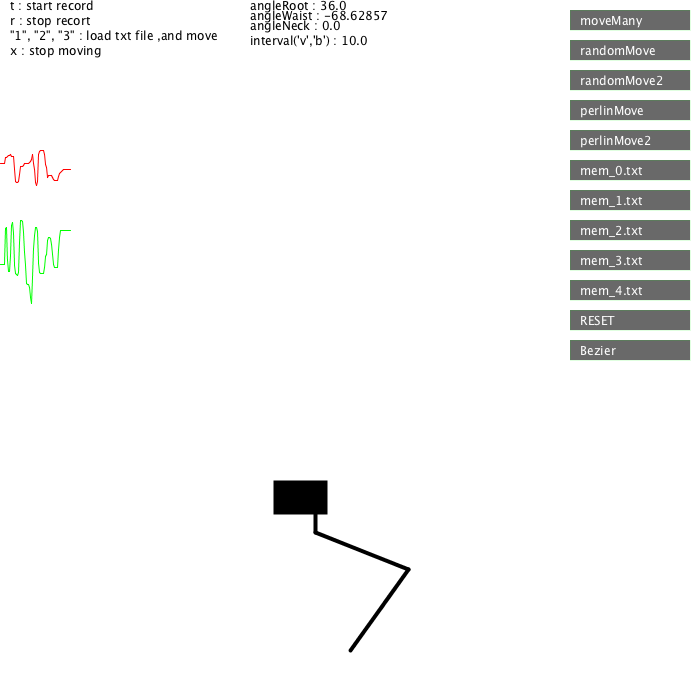 t : start record
r : stop recort
"1", "2", "3" : load txt file ,and move
x : stop moving
angleRoot : 36.0
angleWaist : -68.62857
angleNeck : 0.0
interval('v','b') : 10.0
moveMany
randomMove
randomMove2
perlinMove
perlinMove2
mem_0.txt
mem_1.txt
mem_2.txt
mem_3.txt
mem_4.txt
RESET
Bezier